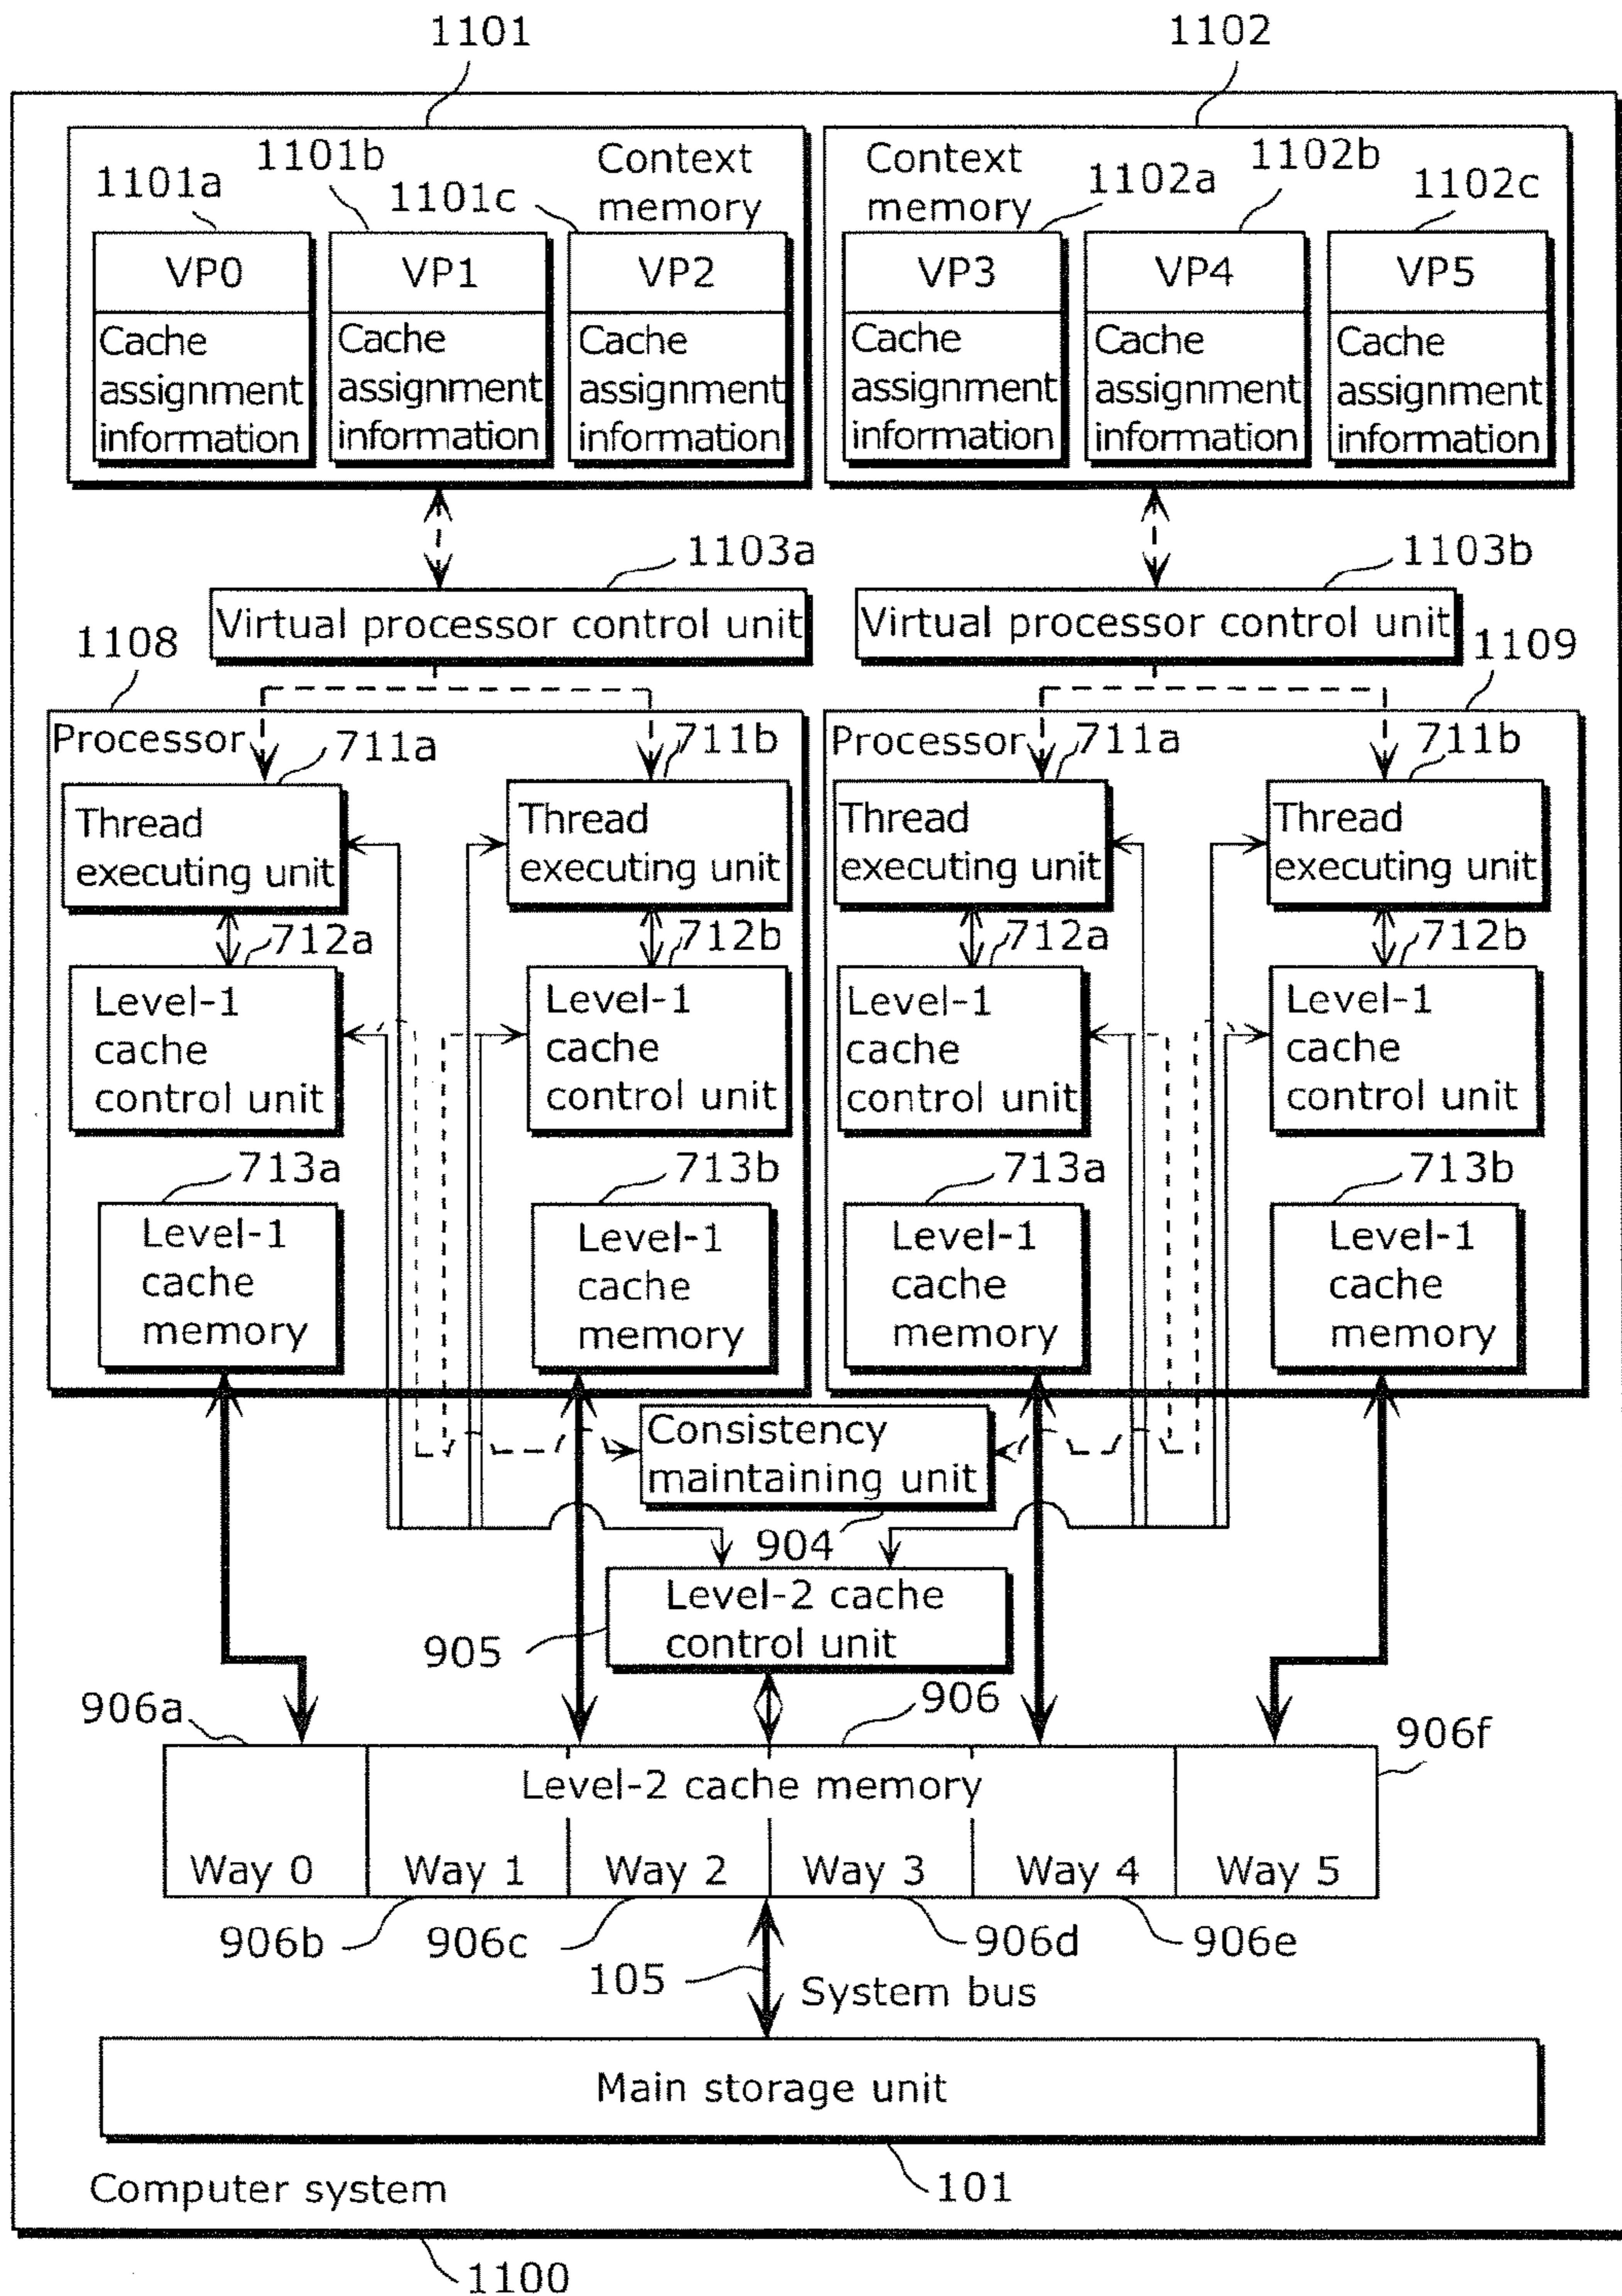 1101
1102
1101a
1101b
1101c
Context
memory
Context
memory
1102a
1102b
1102c
VP0
VP1
VP2
VP3
VP4
VP5
Cache
assignment
information
Cache
assignment
information
Cache
assignment
information
Cache
assignment
information
Cache
assignment
information
Cache
assignment
information
1103a
1103b
Virtual processor control unit
Virtual processor control unit
1108
1109
Processor
711a
711b
Processor
711a
711b
Thread
executing unit
Thread
executing unit
Thread
executing unit
Thread
executing unit
712a
712b
712a
712b
Level-1
cache
control unit
Level-1
cache
control unit
Level-1
cache
control unit
Level-1
cache
control unit
713a
713b
713a
713b
Level-1
cache
memory
Level-1
cache
memory
Level-1
cache
memory
Level-1
cache
memory
Consistency
maintaining unit
904
Level-2 cache
control unit
905
906a
906
906f
Level-2 cache memory
Way 0
Way 1
Way 2
Way 3
Way 4
Way 5
906b
906c
906d
906e
105
System bus
Main storage unit
Computer system
101
1100